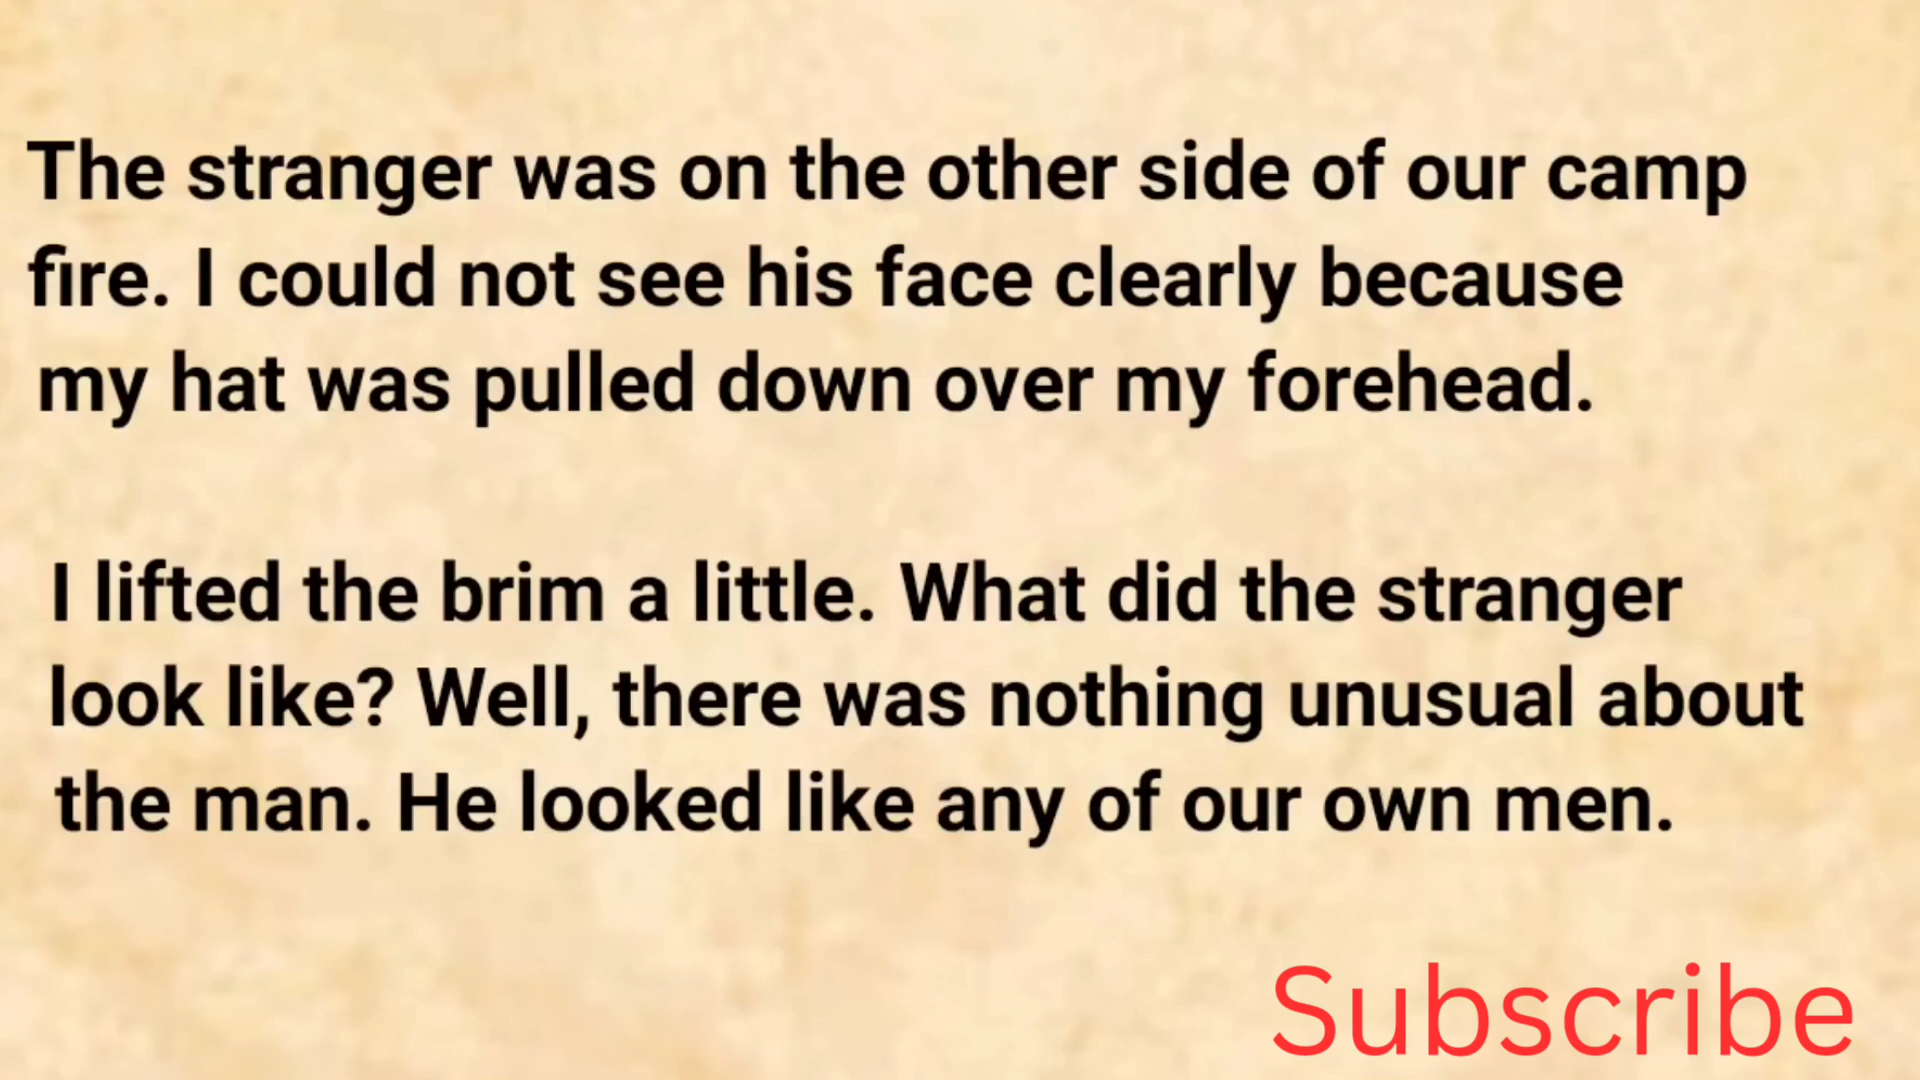 The stranger was on the other side of our camp
fire. I could not see his face clearly because
my hat was pulled down over my forehead.
I lifted the brim a little. What did the stranger
look like? Well, there was nothing unusual about
the man. He looked like any of our own men.
Subscribe